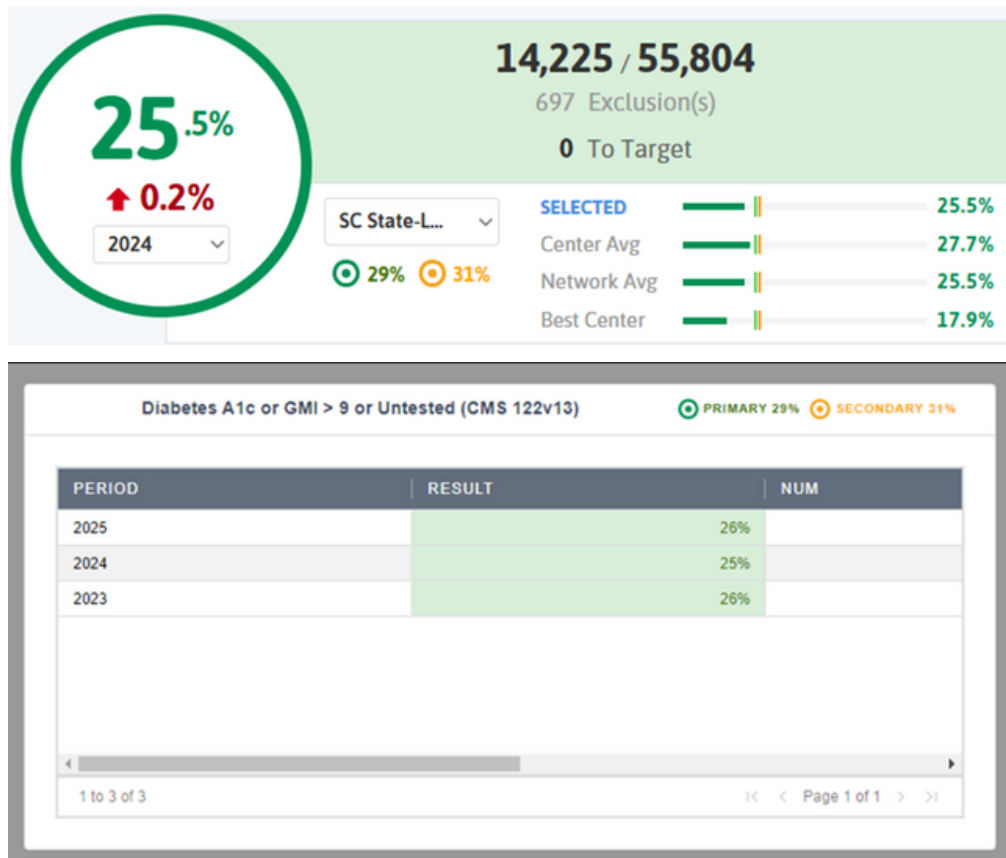 14,225 / 55,804
697 Exclusion(s)
0 To Target
25.5%
0.2%
2024
SC State-L...
29% 31%
SELECTED 25.5%
Center Avg 27.7%
Network Avg 25.5%
Best Center 17.9%
Diabetes A1c or GMI > 9 or Untested (CMS 122v13) PRIMARY 29% SECONDARY 31%
PERIOD RESULT NUM
2025 26%
2024 25%
2023 26%
1 to 3 of 3 Page 1 of 1